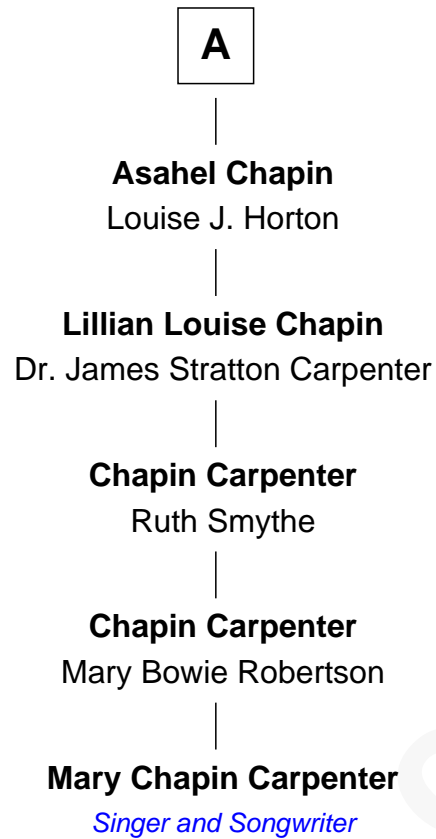 A
Asahel Chapin
Louise J. Horton
Lillian Louise Chapin
Dr. James Stratton Carpenter
Chapin Carpenter
Ruth Smythe
Chapin Carpenter
Mary Bowie Robertson
Mary Chapin Carpenter
Singer and Songwriter